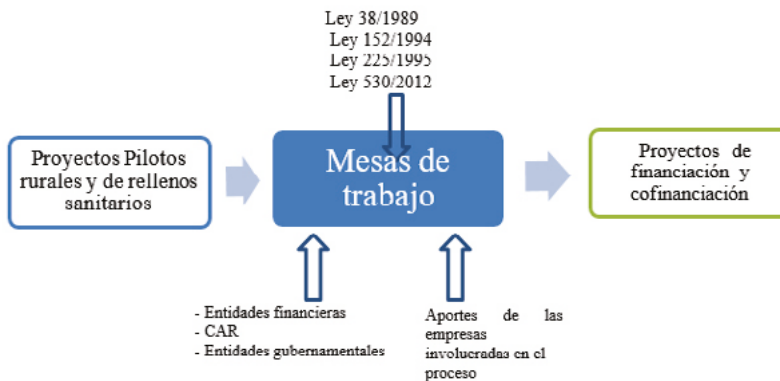 Ley 38/1989
Ley 152/1994
Ley 225/1995
Ley 530/2012
Proyectos Pilotos
rurales y de rellenos
sanitarios
Mesas de
trabajo
Proyectos de
financiación y
cofinanciación
- Entidades financieras
- CAR
- Entidades gubernamentales
Aportes de las
empresas
involucradas en el
proceso